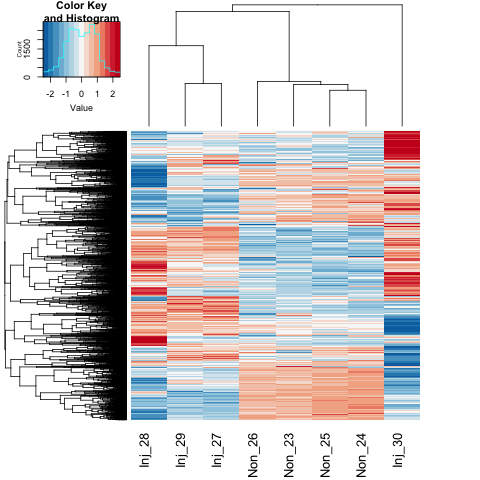 Color Key
and Histogram
Count
0 1500
-2 -1 0 1 2
Value
Inj_28
Inj_29
Inj_27
Non_26
Non_23
Non_25
Non_24
Inj_30